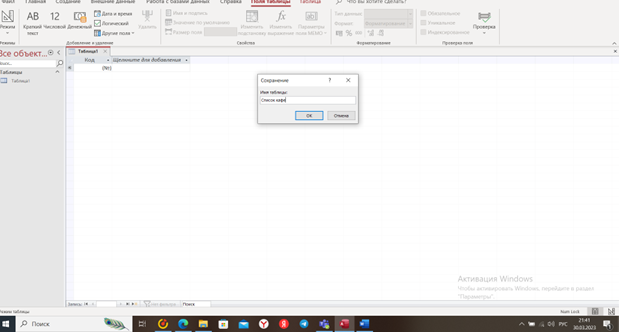 Файл Главная Создание Внешние данные Работа с базами данных Справка Поля таблицы Таблица Что вы хотите сделать?
AB 12 Дата и время
Логический
Режим Краткий текст Числовой Денежный Другие поля Удалить
Имя и подпись
Значение по умолчанию
Размер поля
Изменить подстановку Изменить выражение Параметры поля MEMO
Тип данных:
Формат: Форматирование
Обязательное
Уникальное
Индексированное
Проверка
Режимы Добавление и удаление Свойства Форматирование Проверка поля
Все объект...
Поиск...
Таблицы
Таблица1
Таблица1
Код Щелкните для добавления
(№)
Сохранение ? ×
Имя таблицы:
Список кафе
ОК Отмена
Активация Windows
Чтобы активировать Windows, перейдите в раздел
"Параметры".
Запись: Нет фильтра Поиск
Режим таблицы Num Lock
Поиск
РУС 21:41
30.03.2023